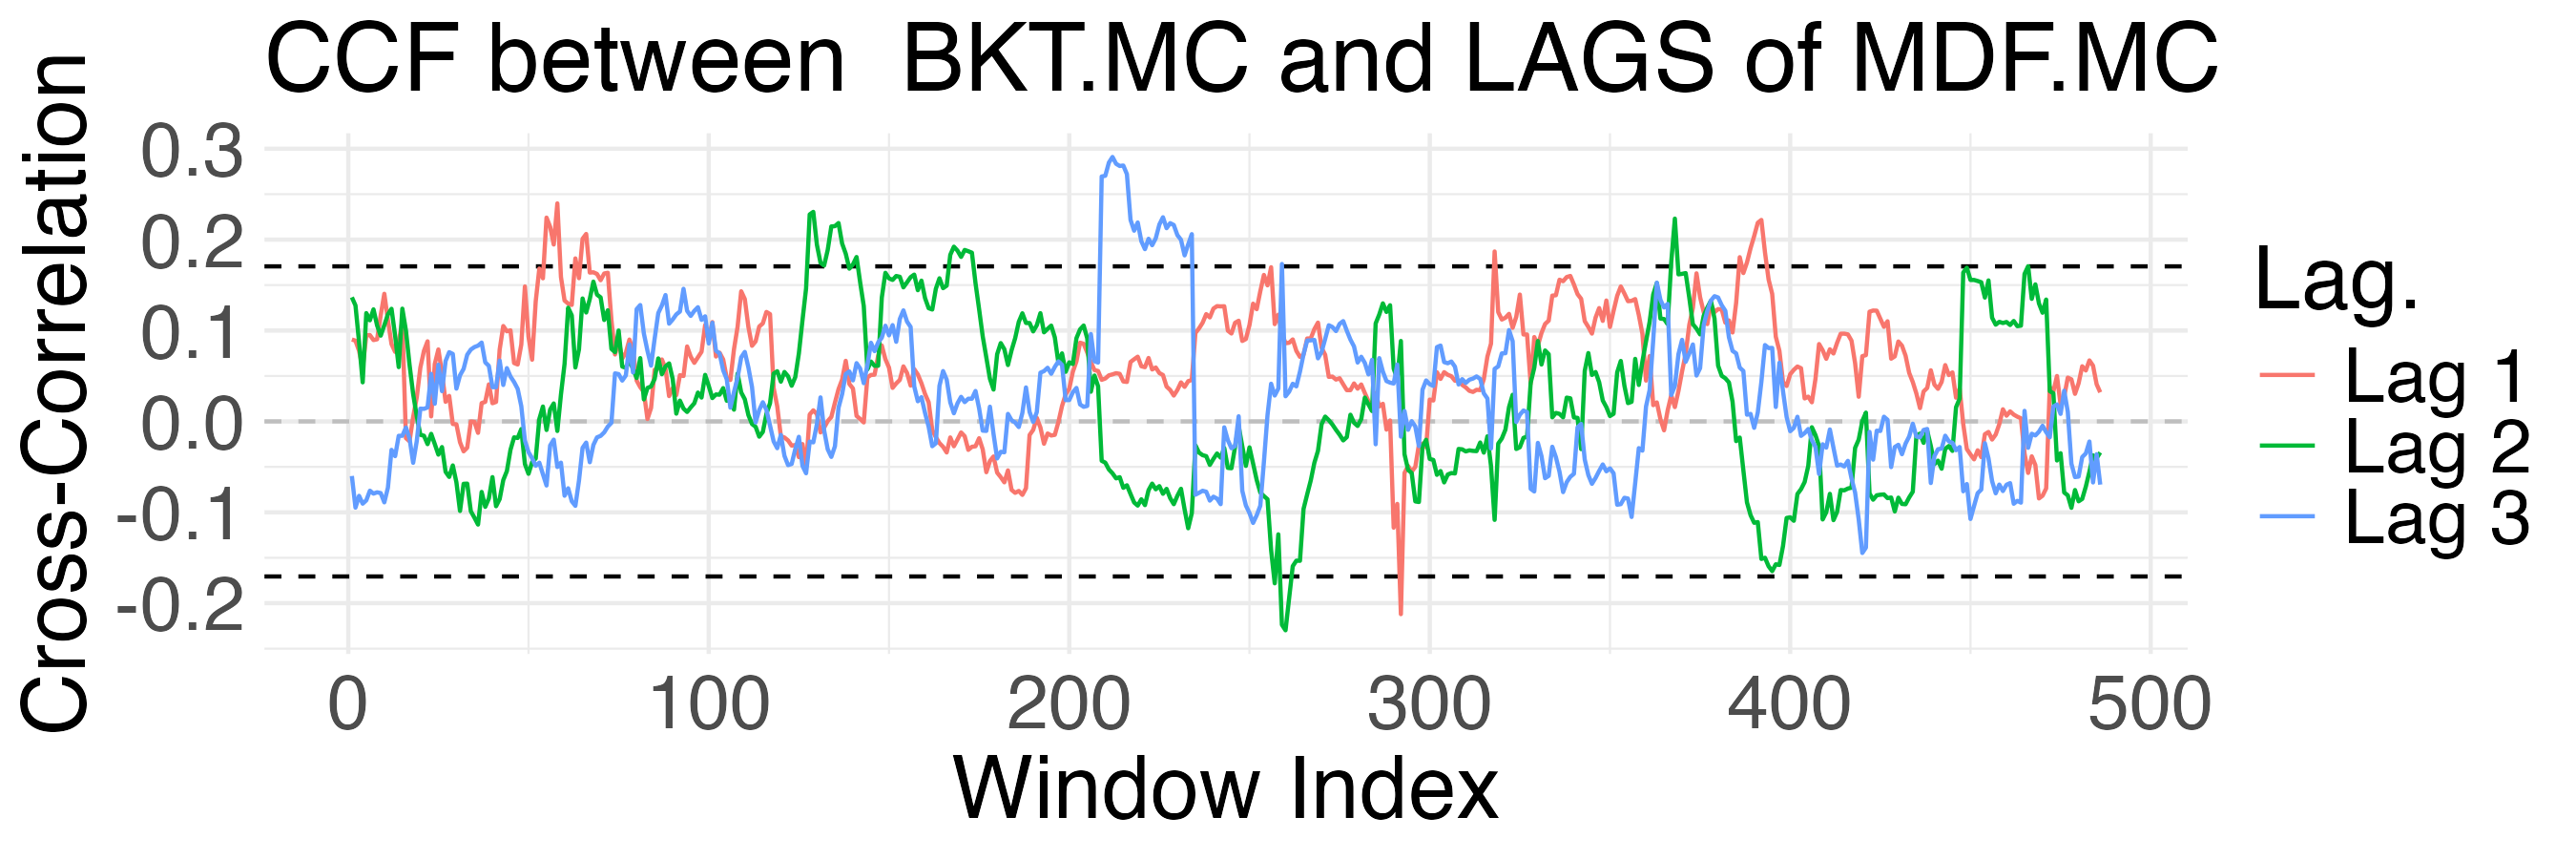 CCF between  BKT.MC and LAGS of MDF.MC
Cross-Correlation
0.3
0.2
0.1
0.0
-0.1
-0.2
0 100 200 300 400 500
Window Index
Lag.
Lag 1
Lag 2
Lag 3